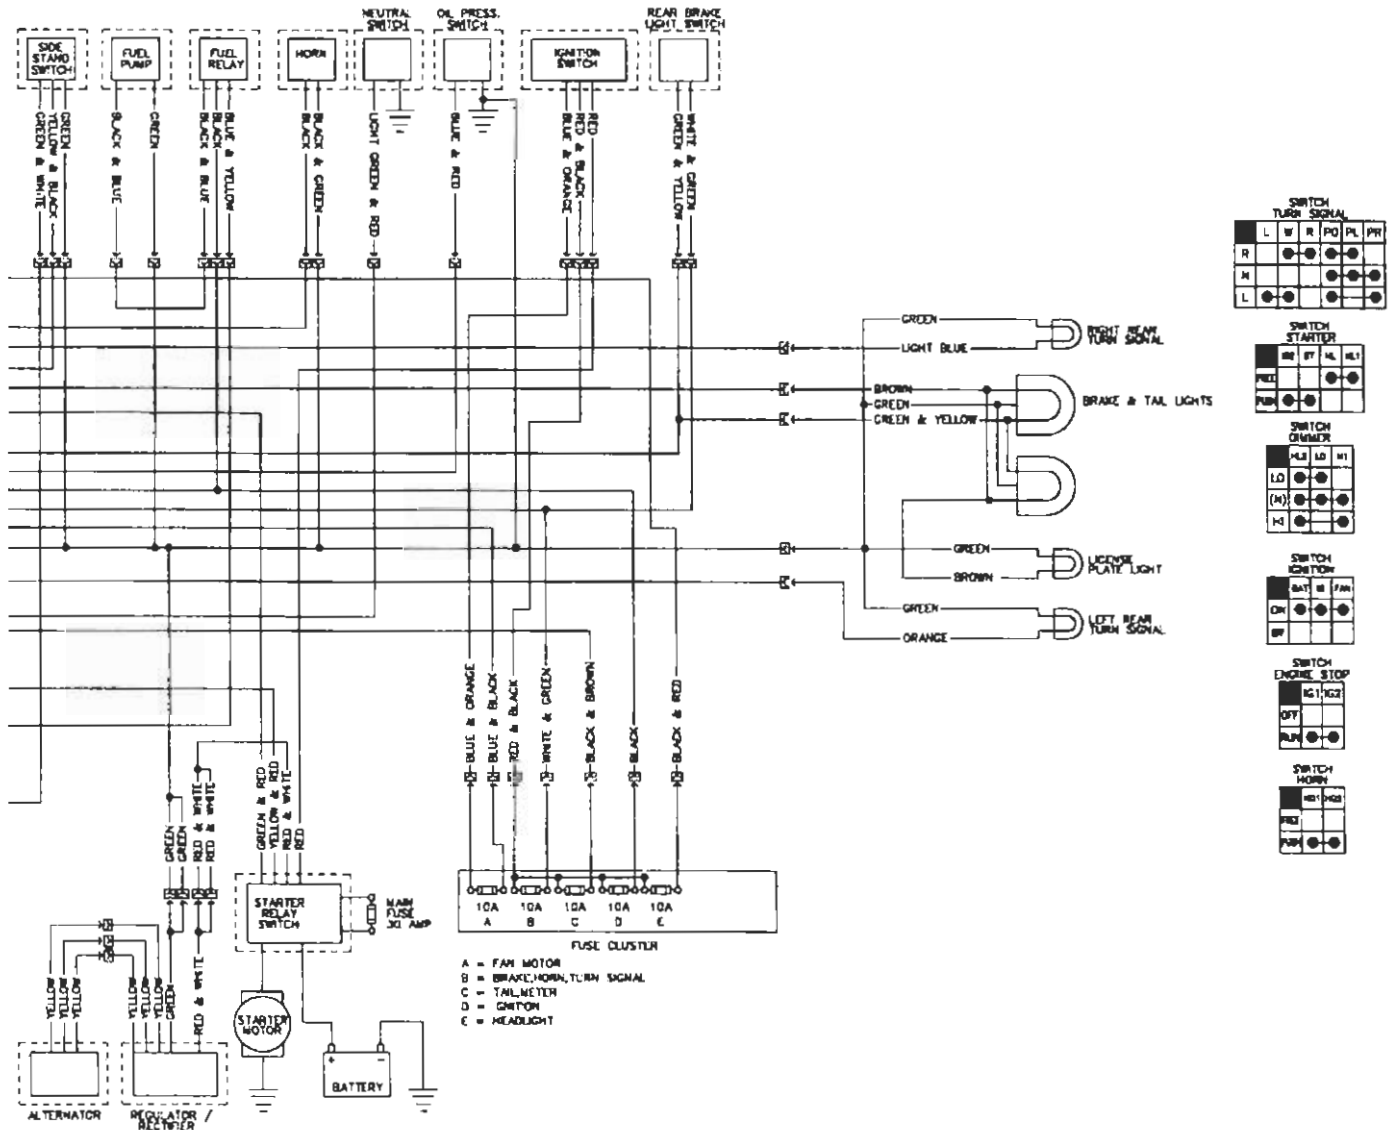 NEUTRAL
SWITCH
OIL PRESS.
SWITCH
REAR BRAKE
LIGHT SWITCH
SIDE
STAND
SWITCH
FUEL
PUMP
FUEL
RELAY
HORN
IGNITION
SWITCH
GREEN & WHITE
YELLOW & BLACK
GREEN
BLACK & BLUE
GREEN
BLACK & BLUE
BLACK
BLUE & YELLOW
BLACK
BLACK & GREEN
LIGHT GREEN & RED
BLUE & RED
BLUE & ORANGE
RED & BLACK
RED
GREEN & YELLOW
WHITE & GREEN
GREEN
LIGHT BLUE
RIGHT REAR
TURN SIGNAL
BROWN
GREEN
GREEN & YELLOW
BRAKE & TAIL LIGHTS
GREEN
BROWN
LICENSE
PLATE LIGHT
GREEN
ORANGE
LEFT REAR
TURN SIGNAL
SWITCH
TURN SIGNAL
L W R PO PL PR
R
N
L
SWITCH
STARTER
ST HL
FREE
PUSH
SWITCH
DIMMER
LO HI
LO
(N)
HI
SWITCH
IGNITION
BAT FAN
ON
SWITCH
ENGINE STOP
IG1 IG2
OFF
RUN
SWITCH
HORN
FREE
PUSH
BLUE & ORANGE
BLUE & BLACK
RED & BLACK
WHITE & GREEN
BLACK & BROWN
BLACK
BLACK & RED
GREEN
GREEN
RED & WHITE
RED & WHITE
GREEN & RED
YELLOW & RED
RED & WHITE
RED
STARTER
RELAY
SWITCH
MAIN
FUSE
30 AMP
10A 10A 10A 10A 10A
A B C D E
FUSE CLUSTER
A = FAN MOTOR
B = BRAKE,HORN,TURN SIGNAL
C = TAIL,METER
D = IGNITION
E = HEADLIGHT
YELLOW
YELLOW
YELLOW
YELLOW
YELLOW
YELLOW
GREEN
RED & WHITE
STARTER
MOTOR
+ −
BATTERY
ALTERNATOR
REGULATOR /
RECTIFIER